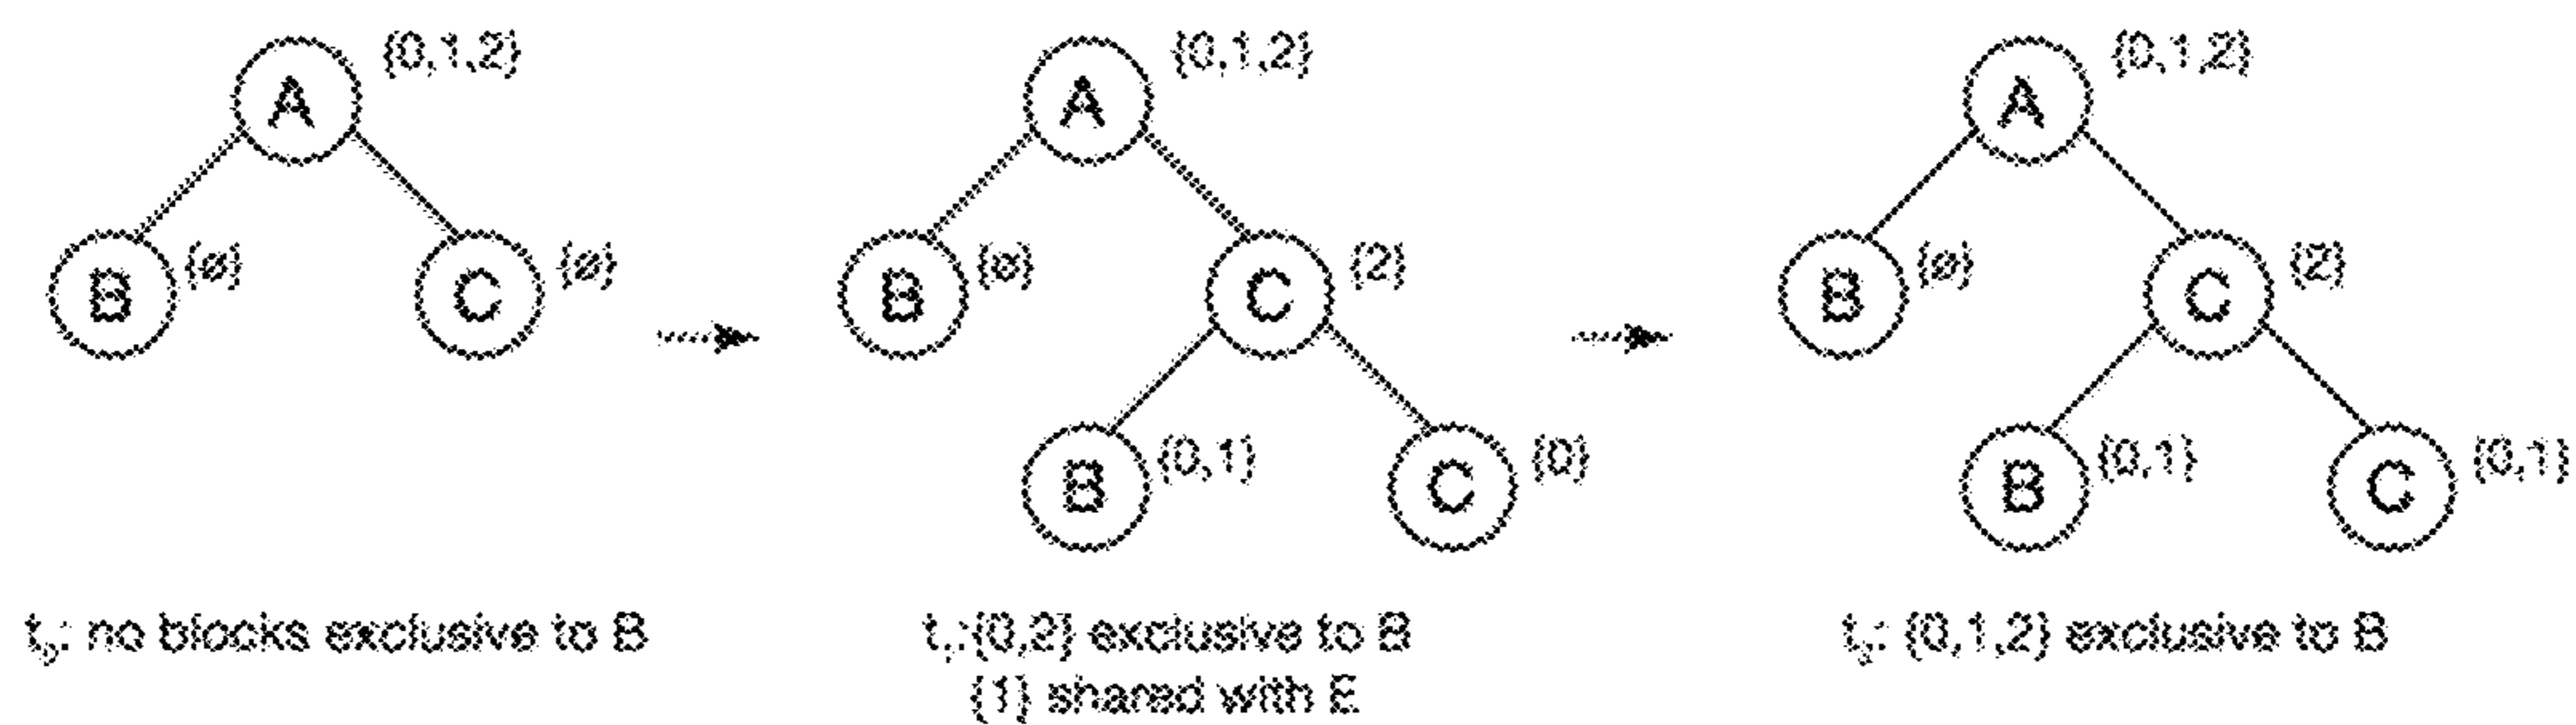 A {0,1,2}
B {ø} C {ø}
t₀: no blocks exclusive to B
A {0,1,2}
B {ø} C {2}
B {0,1} C {0}
t₁:{0,2} exclusive to B
{1} shared with E
A {0,1,2}
B {ø} C {2}
B {0,1} C {0,1}
t₂: {0,1,2} exclusive to B